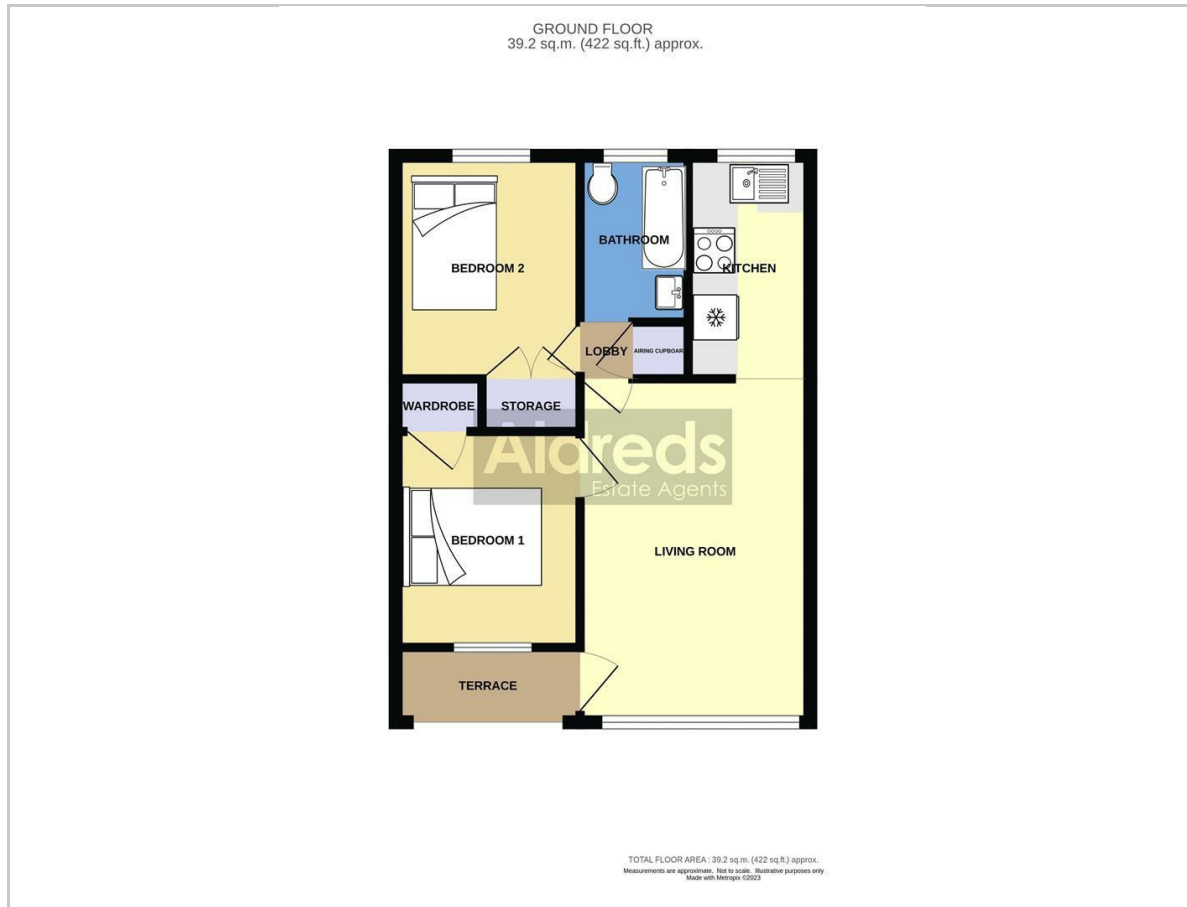 GROUND FLOOR
39.2 sq.m. (422 sq.ft.) approx.
BATHROOM
BEDROOM 2
KITCHEN
LOBBY
AIRING CUPBOAR
WARDROBE
STORAGE
Aldreds
Estate Agents
BEDROOM 1
LIVING ROOM
TERRACE
TOTAL FLOOR AREA : 39.2 sq.m. (422 sq.ft.) approx.
Measurements are approximate. Not to scale. Illustrative purposes only
Made with Metropix ©2023